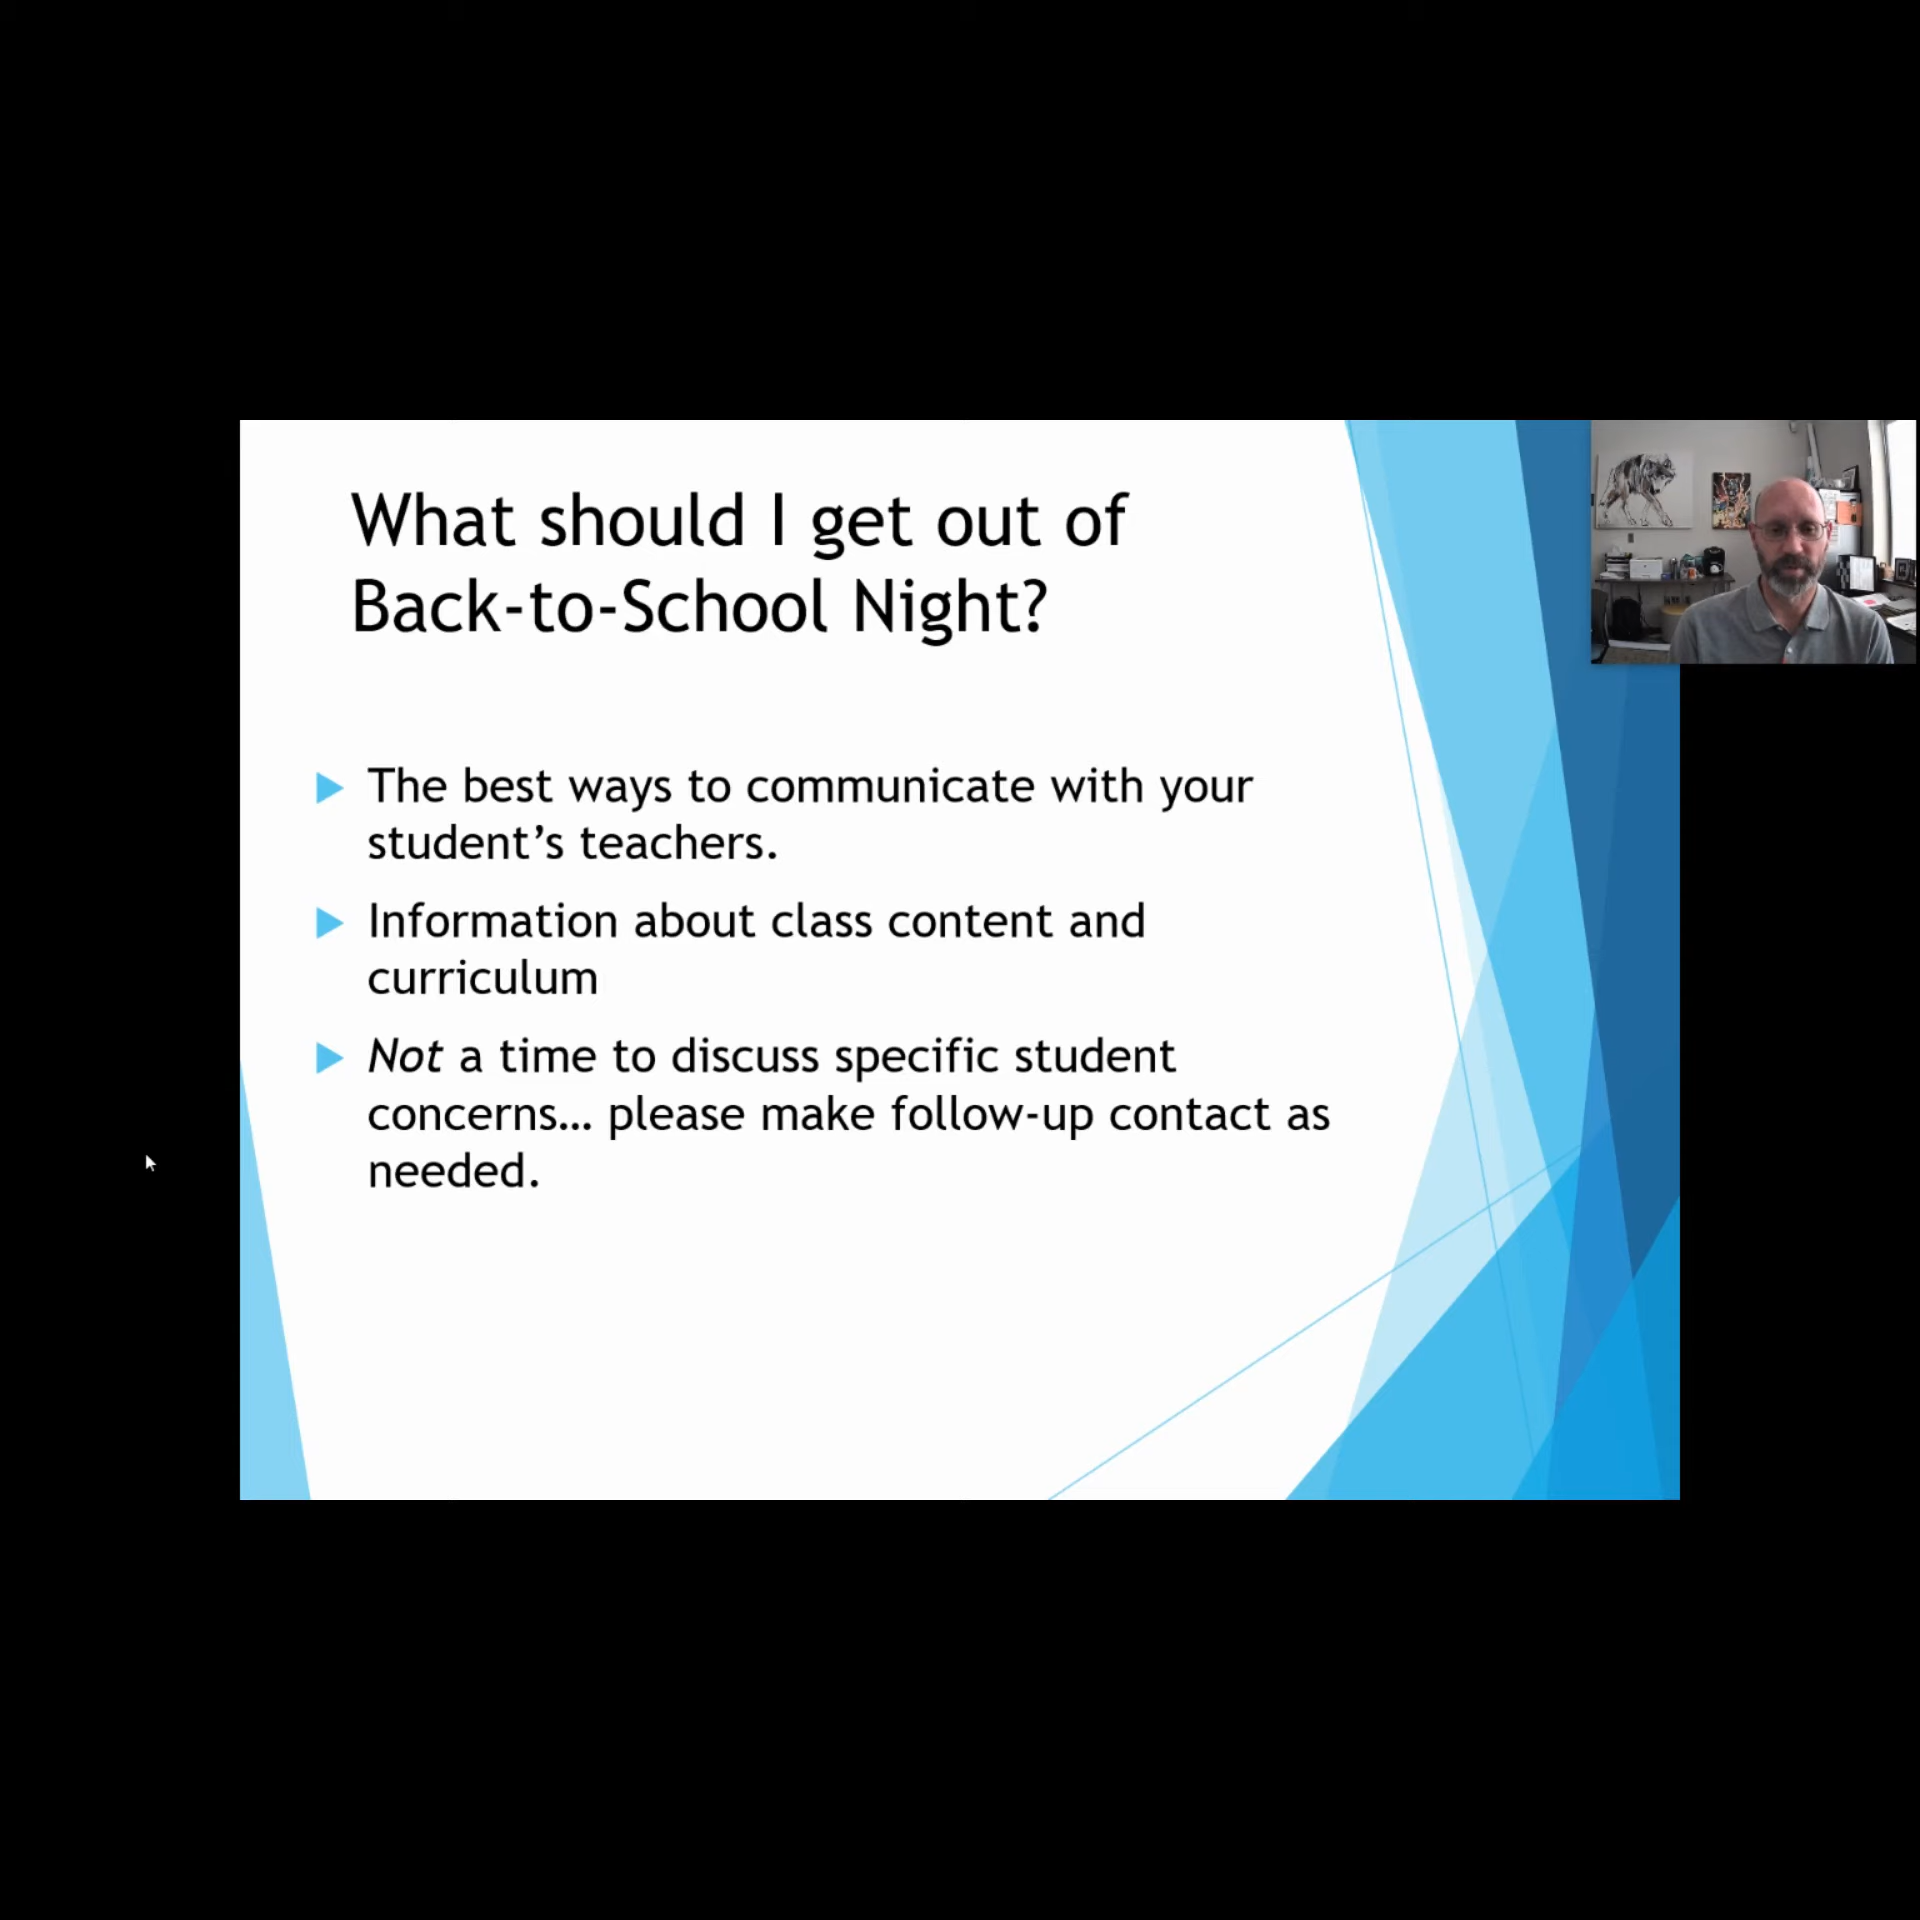 What should I get out of
Back-to-School Night?
The best ways to communicate with your
student’s teachers.
Information about class content and
curriculum
Not a time to discuss specific student
concerns… please make follow-up contact as
needed.